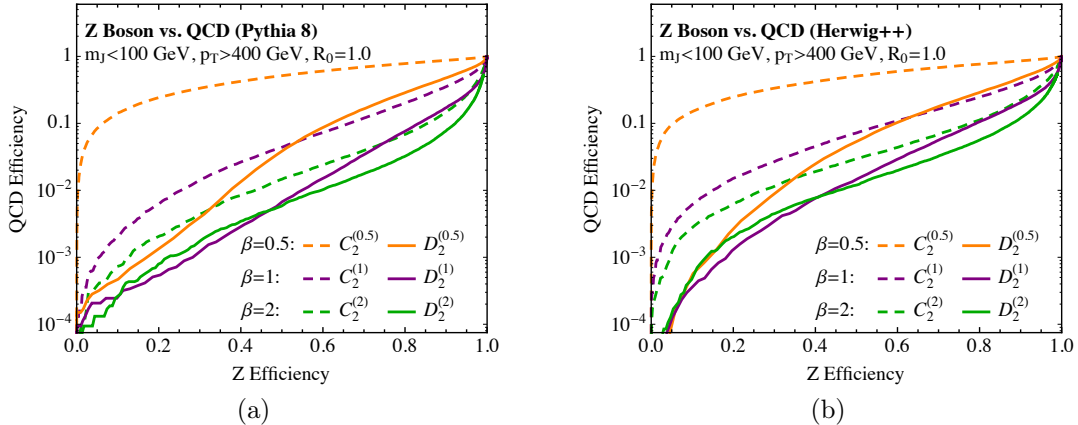 Z Boson vs. QCD (Pythia 8)
m_J<100 GeV, p_T>400 GeV, R_0=1.0
QCD Efficiency
1
0.1
10^{-2}
10^{-3}
10^{-4}
β=0.5: C_2^{(0.5)} D_2^{(0.5)}
β=1: C_2^{(1)} D_2^{(1)}
β=2: C_2^{(2)} D_2^{(2)}
0.0 0.2 0.4 0.6 0.8 1.0
Z Efficiency
(a)
Z Boson vs. QCD (Herwig++)
m_J<100 GeV, p_T>400 GeV, R_0=1.0
QCD Efficiency
1
0.1
10^{-2}
10^{-3}
10^{-4}
β=0.5: C_2^{(0.5)} D_2^{(0.5)}
β=1: C_2^{(1)} D_2^{(1)}
β=2: C_2^{(2)} D_2^{(2)}
0.0 0.2 0.4 0.6 0.8 1.0
Z Efficiency
(b)